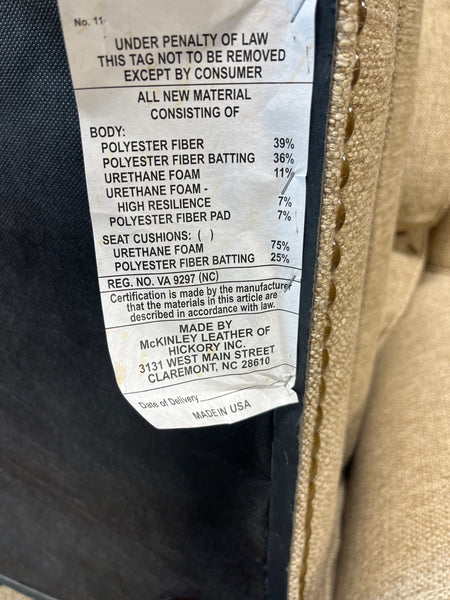 No. 11-
UNDER PENALTY OF LAW
THIS TAG NOT TO BE REMOVED
EXCEPT BY CONSUMER
ALL NEW MATERIAL
CONSISTING OF
BODY:
POLYESTER FIBER 39%
POLYESTER FIBER BATTING 36%
URETHANE FOAM 11%
URETHANE FOAM -
HIGH RESILIENCE 7%
POLYESTER FIBER PAD 7%
SEAT CUSHIONS: ( )
URETHANE FOAM 75%
POLYESTER FIBER BATTING 25%
REG. NO. VA 9297 (NC)
Certification is made by the manufacturer
that the materials in this article are
described in accordance with law.
MADE BY
McKINLEY LEATHER OF
HICKORY INC.
3131 WEST MAIN STREET
CLAREMONT, NC 28610
Date of Delivery
MADE IN USA